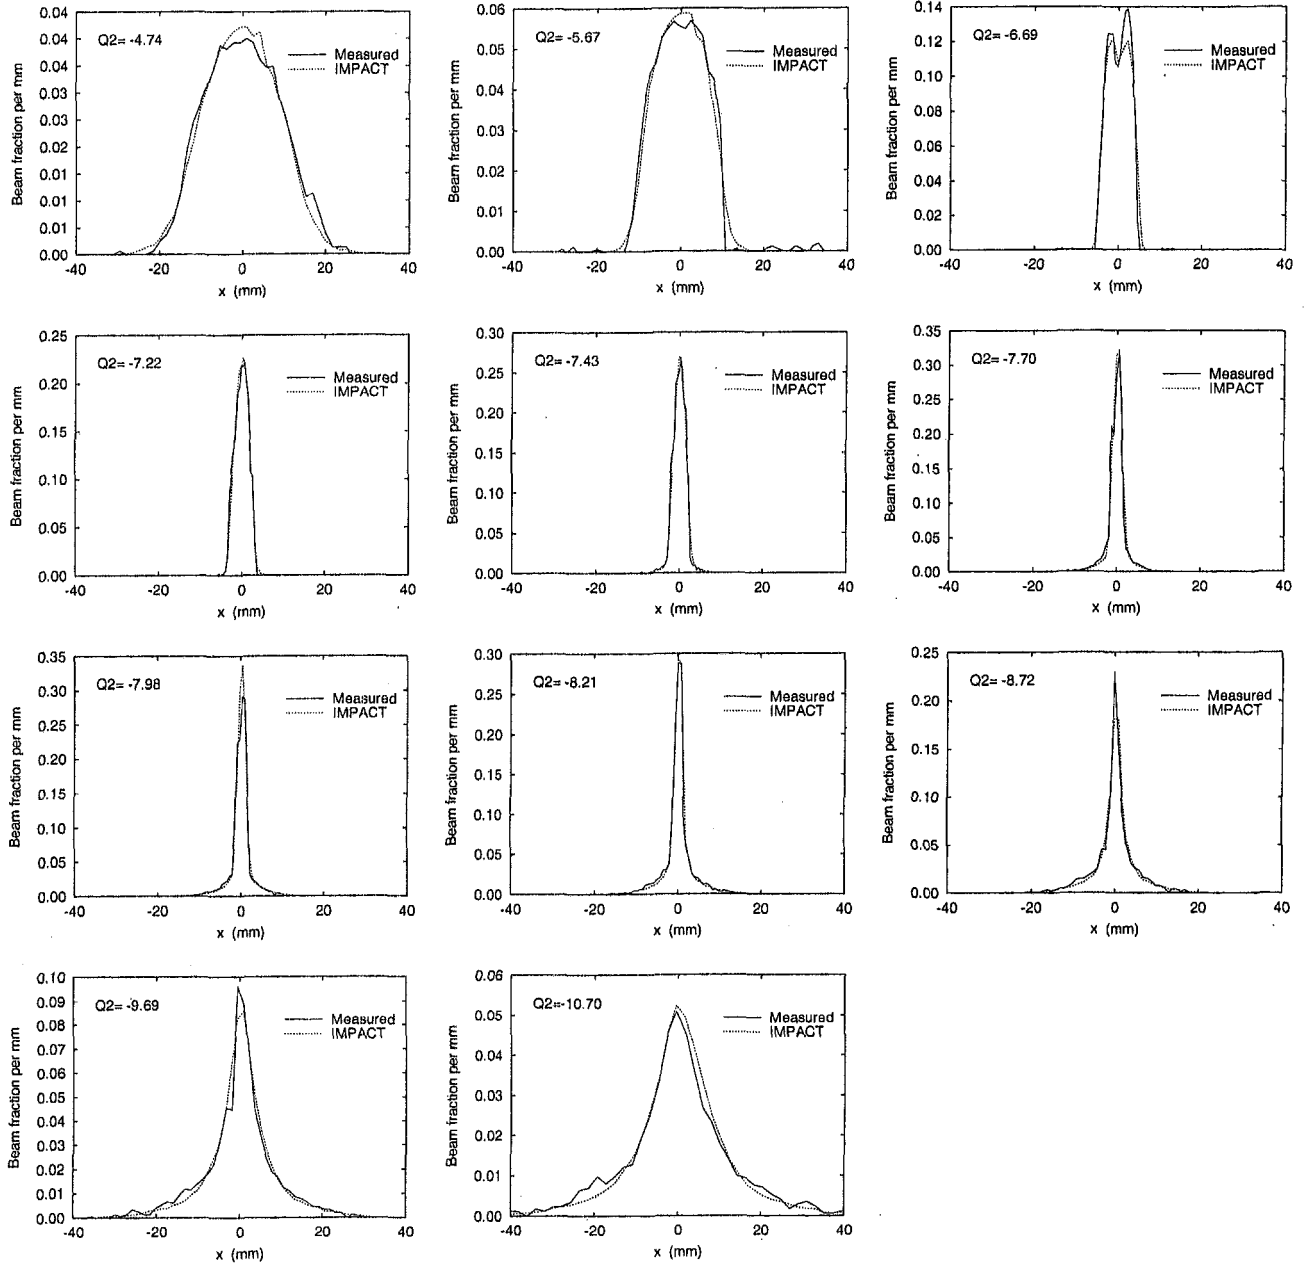 Q2= -4.74
Measured
IMPACT
Beam fraction per mm
0.04
0.04
0.04
0.03
0.03
0.02
0.01
0.01
0.01
0.00
-40 -20 0 20 40
x (mm)
Q2= -5.67
Measured
IMPACT
Beam fraction per mm
0.06
0.05
0.04
0.03
0.02
0.01
0.00
-40 -20 0 20 40
x (mm)
Q2= -6.69
Measured
IMPACT
Beam fraction per mm
0.14
0.12
0.10
0.08
0.06
0.04
0.02
0.00
-40 -20 0 20 40
x (mm)
Q2= -7.22
Measured
IMPACT
Beam fraction per mm
0.25
0.20
0.15
0.10
0.05
0.00
-40 -20 0 20 40
x (mm)
Q2= -7.43
Measured
IMPACT
Beam fraction per mm
0.30
0.25
0.20
0.15
0.10
0.05
0.00
-40 -20 0 20 40
x (mm)
Q2= -7.70
Measured
IMPACT
Beam fraction per mm
0.35
0.30
0.25
0.20
0.15
0.10
0.05
0.00
-40 -20 0 20 40
x (mm)
Q2= -7.98
Measured
IMPACT
Beam fraction per mm
0.35
0.30
0.25
0.20
0.15
0.10
0.05
0.00
-40 -20 0 20 40
x (mm)
Q2= -8.21
Measured
IMPACT
Beam fraction per mm
0.30
0.25
0.20
0.15
0.10
0.05
0.00
-40 -20 0 20 40
x (mm)
Q2= -8.72
Measured
IMPACT
Beam fraction per mm
0.25
0.20
0.15
0.10
0.05
0.00
-40 -20 0 20 40
x (mm)
Q2= -9.69
Measured
IMPACT
Beam fraction per mm
0.10
0.09
0.08
0.07
0.06
0.05
0.04
0.03
0.02
0.01
0.00
-40 -20 0 20 40
x (mm)
Q2= -10.70
Measured
IMPACT
Beam fraction per mm
0.06
0.05
0.04
0.03
0.02
0.01
0.00
-40 -20 0 20 40
x (mm)